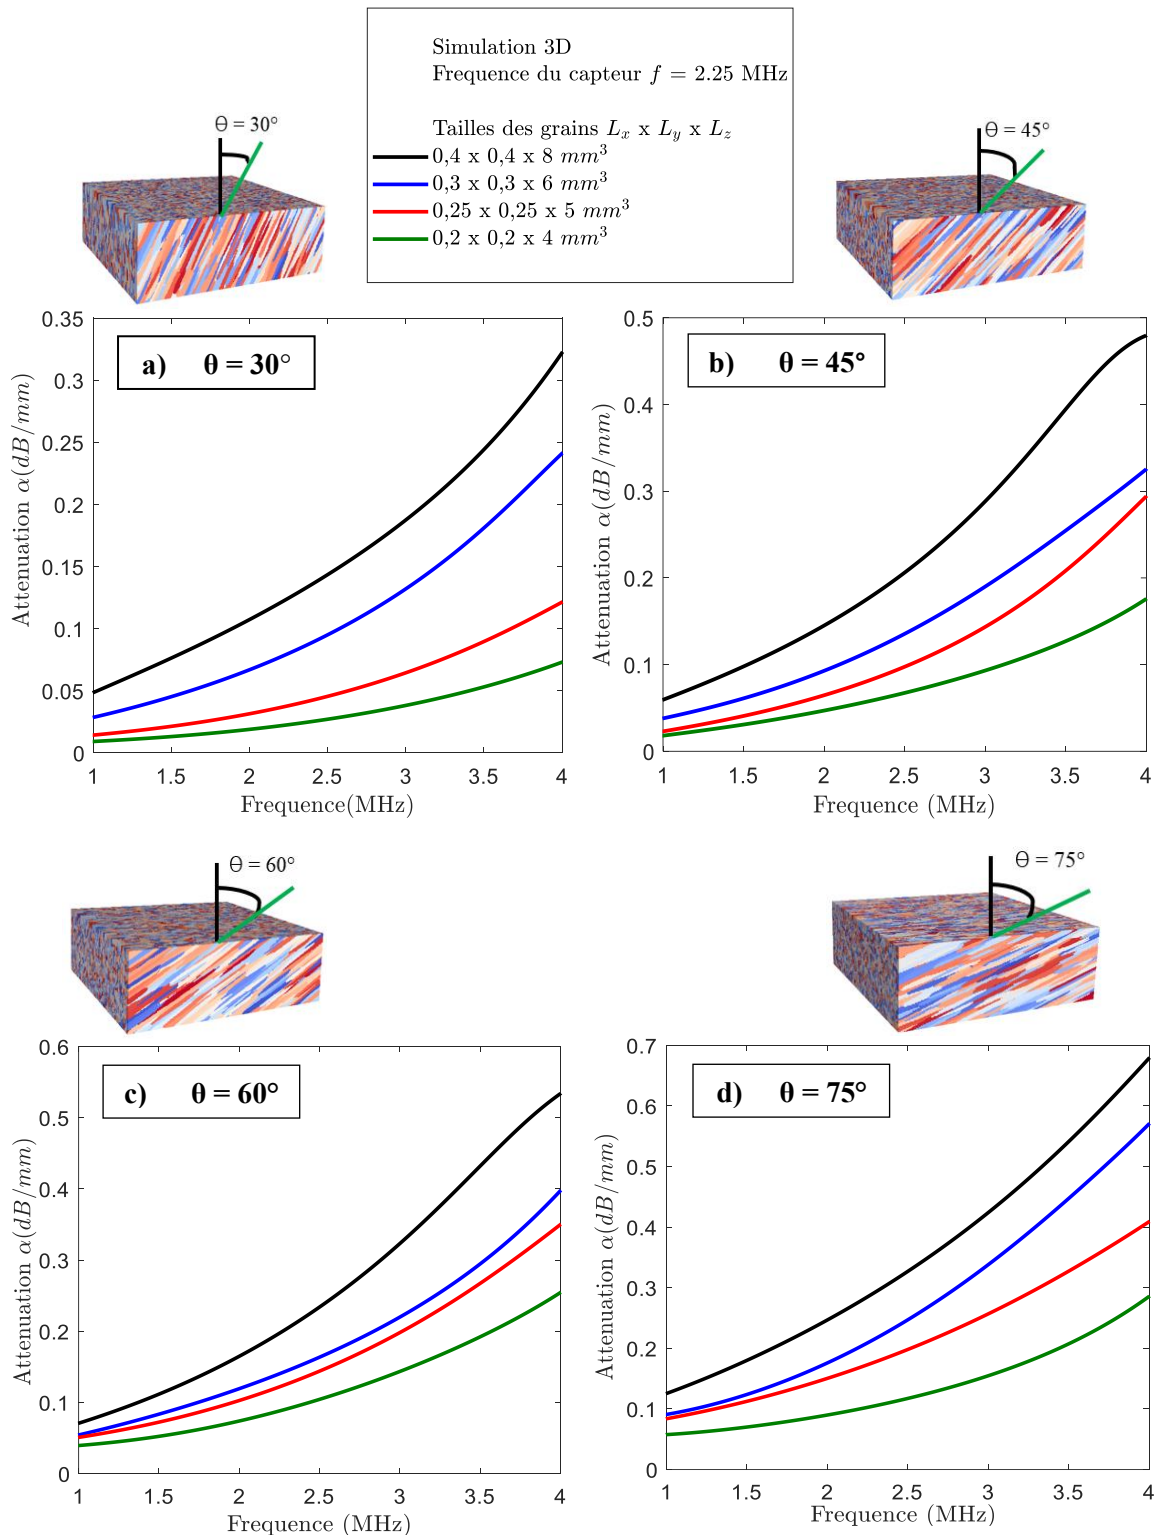 Simulation 3D
Frequence du capteur f = 2.25 MHz
Tailles des grains Lx x Ly x Lz
0,4 x 0,4 x 8 mm³
0,3 x 0,3 x 6 mm³
0,25 x 0,25 x 5 mm³
0,2 x 0,2 x 4 mm³
Θ = 30°
Θ = 45°
a) θ = 30°
0.35
0.3
0.25
0.2
0.15
0.1
0.05
0
Attenuation α(dB/mm)
1 1.5 2 2.5 3 3.5 4
Frequence(MHz)
b) θ = 45°
0.5
0.4
0.3
0.2
0.1
0
Attenuation α(dB/mm)
1 1.5 2 2.5 3 3.5 4
Frequence (MHz)
Θ = 60°
Θ = 75°
c) θ = 60°
0.6
0.5
0.4
0.3
0.2
0.1
0
Attenuation α(dB/mm)
1 1.5 2 2.5 3 3.5 4
Frequence (MHz)
d) θ = 75°
0.7
0.6
0.5
0.4
0.3
0.2
0.1
0
Attenuation α(dB/mm)
1 1.5 2 2.5 3 3.5 4
Frequence (MHz)